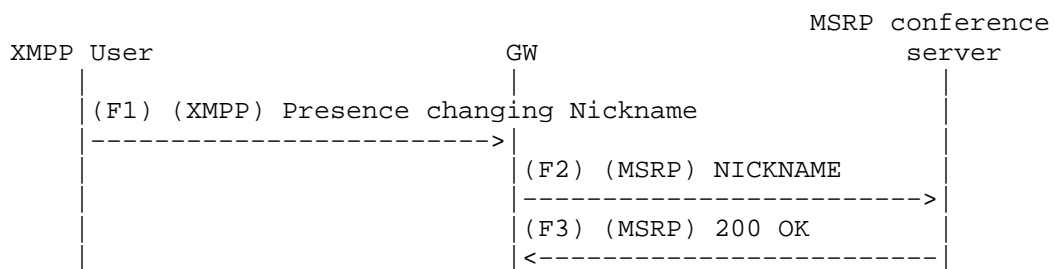 MSRP conference
XMPP User GW server
(F1) (XMPP) Presence changing Nickname
(F2) (MSRP) NICKNAME
(F3) (MSRP) 200 OK